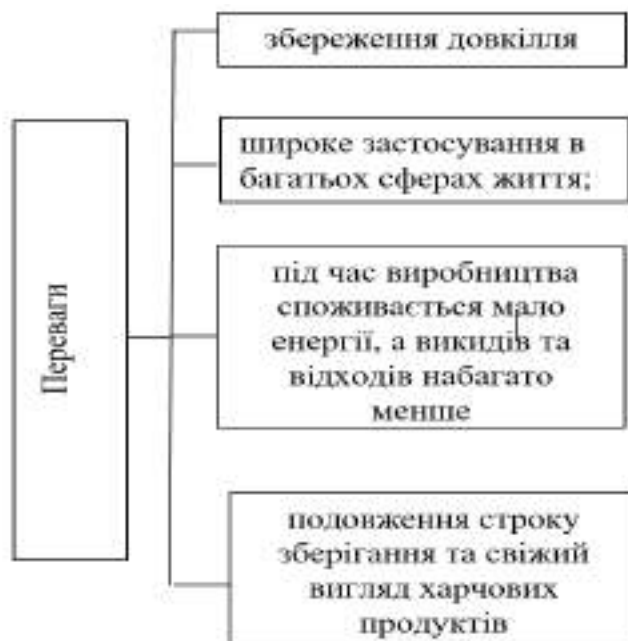 Переваги
збереження довкілля
широке застосування в
багатьох сферах життя;
під час виробництва
споживається мало
енергії, а викидів та
відходів набагато
менше
подовження строку
зберігання та свіжий
вигляд харчових
продуктів